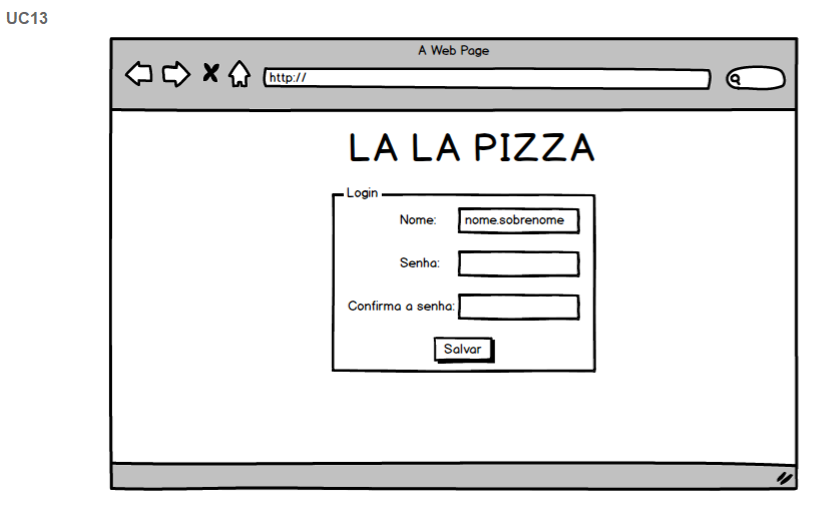 UC13
A Web Page
http://
LA LA PIZZA
Login
Nome: nome.sobrenome
Senha:
Confirma a senha:
Salvar